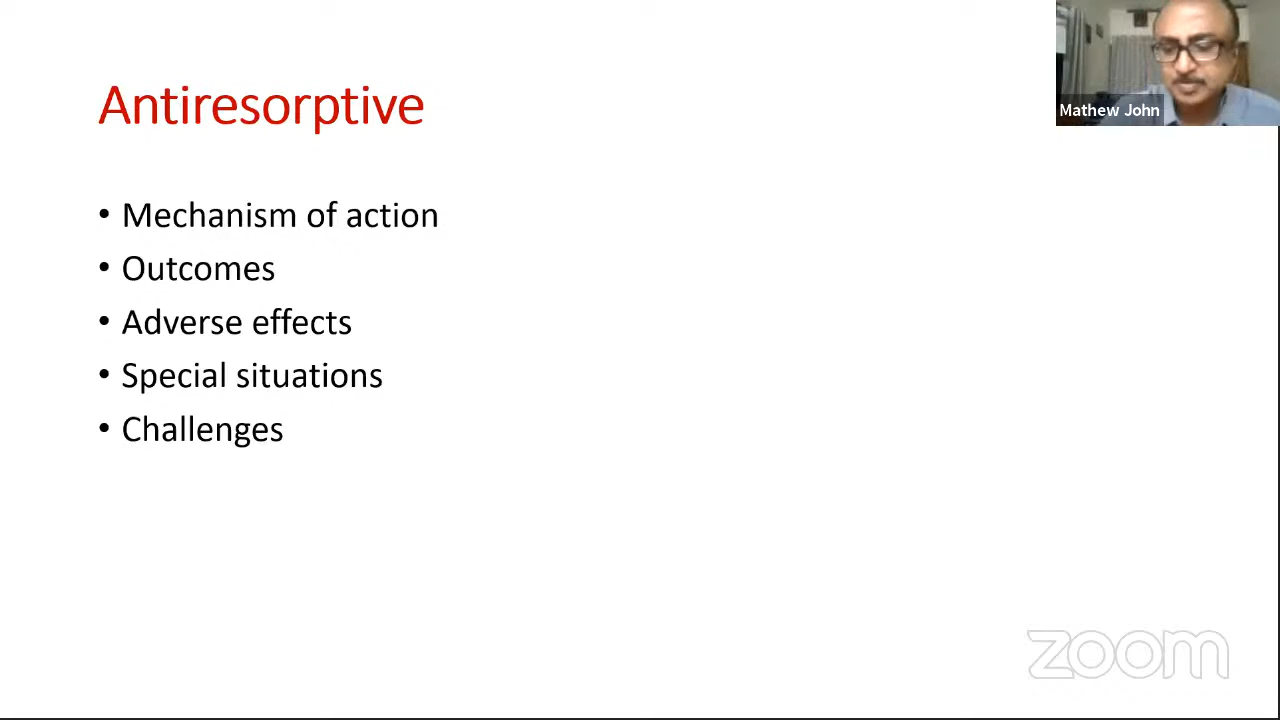 Antiresorptive
Mathew John
• Mechanism of action
• Outcomes
• Adverse effects
• Special situations
• Challenges
zoom